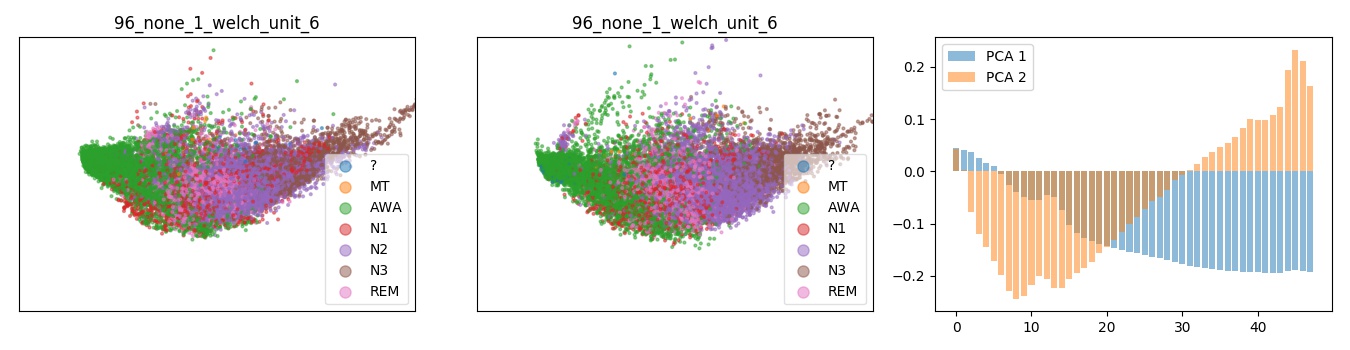 96_none_1_welch_unit_6
?
MT
AWA
N1
N2
N3
REM
96_none_1_welch_unit_6
?
MT
AWA
N1
N2
N3
REM
PCA 1
PCA 2
0.2
0.1
0.0
−0.1
−0.2
0 10 20 30 40